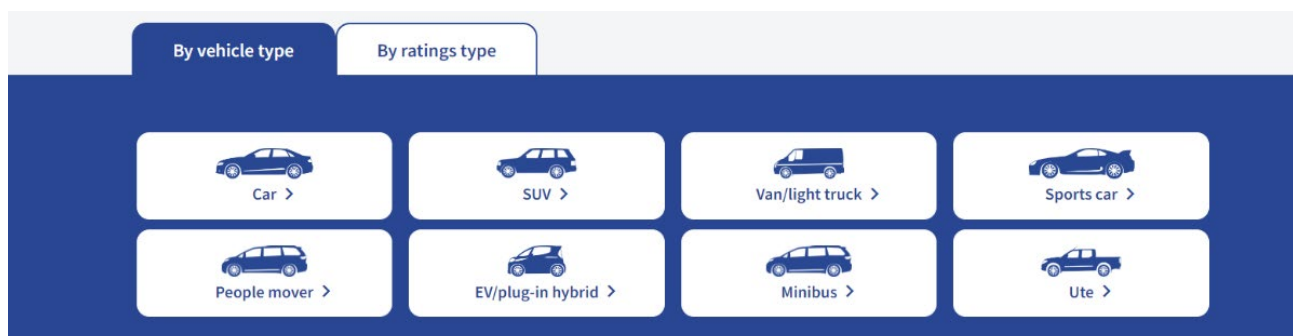 By vehicle type
By ratings type
Car
SUV
Van/light truck
Sports car
People mover
EV/plug-in hybrid
Minibus
Ute